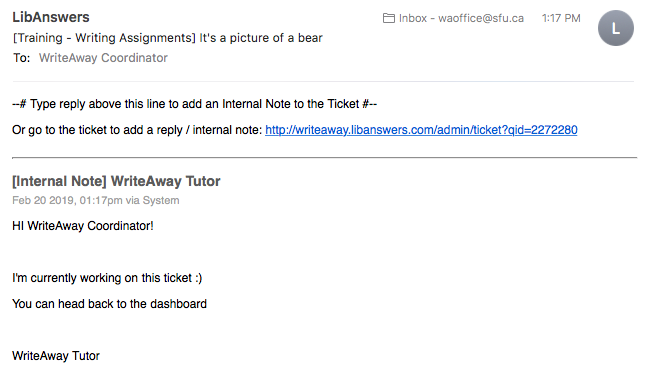 LibAnswers
Inbox - waoffice@sfu.ca 1:17 PM
L
[Training - Writing Assignments] It's a picture of a bear
To: WriteAway Coordinator
--# Type reply above this line to add an Internal Note to the Ticket #--
Or go to the ticket to add a reply / internal note: http://writeaway.libanswers.com/admin/ticket?qid=2272280
[Internal Note] WriteAway Tutor
Feb 20 2019, 01:17pm via System
HI WriteAway Coordinator!
I'm currently working on this ticket :)
You can head back to the dashboard
WriteAway Tutor